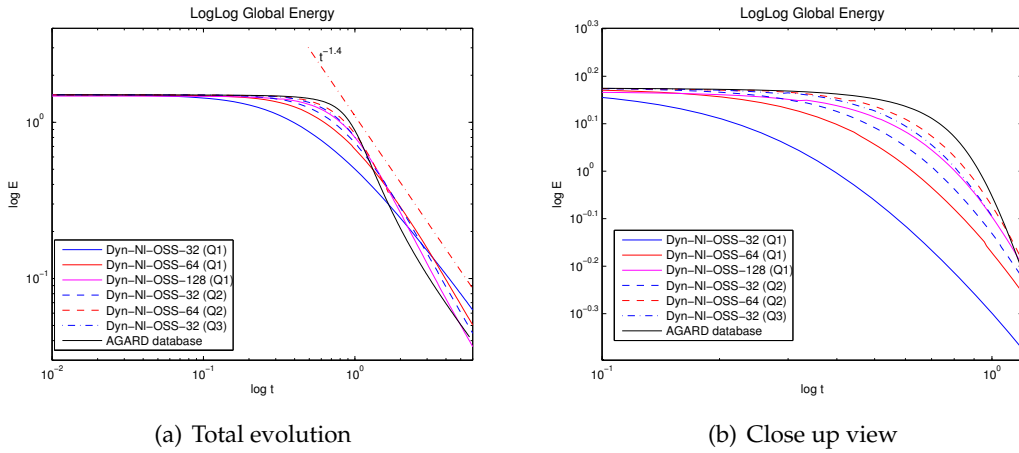 LogLog Global Energy
t^−1.4
10^0
10^−1
log E
Dyn−NI−OSS−32 (Q1)
Dyn−NI−OSS−64 (Q1)
Dyn−NI−OSS−128 (Q1)
Dyn−NI−OSS−32 (Q2)
Dyn−NI−OSS−64 (Q2)
Dyn−NI−OSS−32 (Q3)
AGARD database
10^−2
10^−1
10^0
log t
(a) Total evolution
LogLog Global Energy
10^0.3
10^0.2
10^0.1
10^0
10^−0.1
10^−0.2
10^−0.3
log E
Dyn−NI−OSS−32 (Q1)
Dyn−NI−OSS−64 (Q1)
Dyn−NI−OSS−128 (Q1)
Dyn−NI−OSS−32 (Q2)
Dyn−NI−OSS−64 (Q2)
Dyn−NI−OSS−32 (Q3)
AGARD database
10^−1
10^0
log t
(b) Close up view